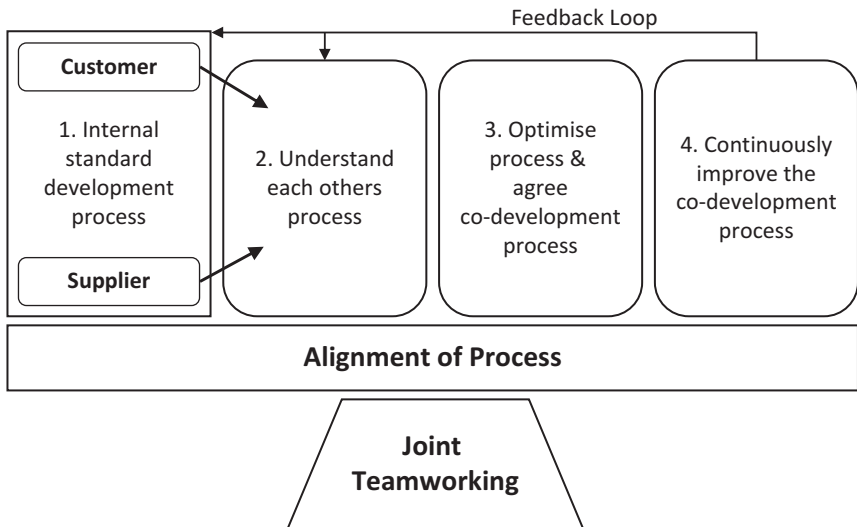 Feedback Loop
Customer
1. Internal
standard
development
process
Supplier
2. Understand
each others
process
3. Optimise
process &
agree
co-development
process
4. Continuously
improve the
co-development
process
Alignment of Process
Joint
Teamworking